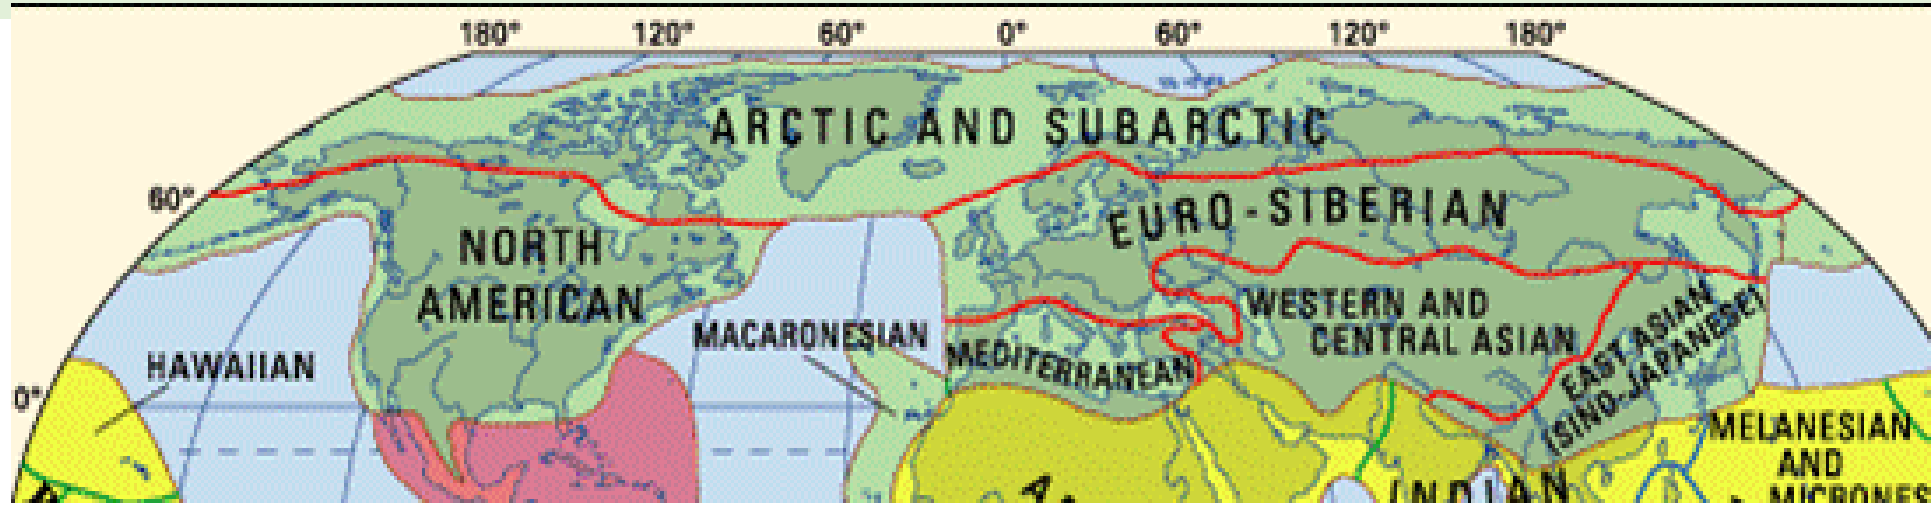 180° 120° 60° 0° 60° 120° 180°
ARCTIC AND SUBARCTIC
60°
EURO-SIBERIAN
NORTH
AMERICAN
WESTERN AND
CENTRAL ASIAN
EAST ASIAN
(SINO-JAPANESE)
MACARONESIAN
MEDITERRANEAN
HAWAIIAN
0°
MELANESIAN
AND
INDIAN